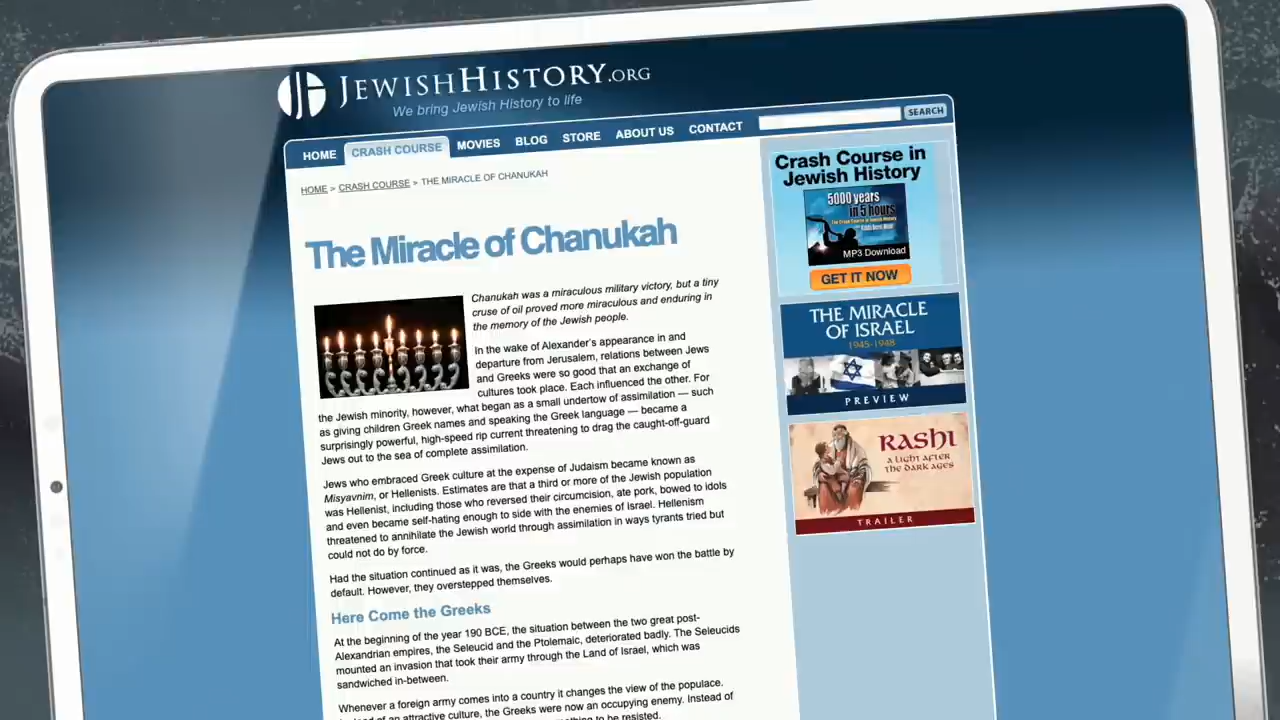 JEWISHHISTORY.ORG
We bring Jewish History to life
HOME CRASH COURSE MOVIES BLOG STORE ABOUT US CONTACT SEARCH
HOME > CRASH COURSE > THE MIRACLE OF CHANUKAH
The Miracle of Chanukah
Chanukah was a miraculous military victory, but a tiny
cruse of oil proved more miraculous and enduring in
the memory of the Jewish people.
In the wake of Alexander's appearance in and
departure from Jerusalem, relations between Jews
and Greeks were so good that an exchange of
cultures took place. Each influenced the other. For
the Jewish minority, however, what began as a small undertow of assimilation — such
as giving children Greek names and speaking the Greek language — became a
surprisingly powerful, high-speed rip current threatening to drag the caught-off-guard
Jews out to the sea of complete assimilation.
Jews who embraced Greek culture at the expense of Judaism became known as
Misyavnim, or Hellenists. Estimates are that a third or more of the Jewish population
was Hellenist, including those who reversed their circumcision, ate pork, bowed to idols
and even became self-hating enough to side with the enemies of Israel. Hellenism
threatened to annihilate the Jewish world through assimilation in ways tyrants tried but
could not do by force.
Had the situation continued as it was, the Greeks would perhaps have won the battle by
default. However, they overstepped themselves.
Here Come the Greeks
At the beginning of the year 190 BCE, the situation between the two great post-
Alexandrian empires, the Seleucid and the Ptolemaic, deteriorated badly. The Seleucids
mounted an invasion that took their army through the Land of Israel, which was
sandwiched in-between.
Whenever a foreign army comes into a country it changes the view of the populace.
of an attractive culture, the Greeks were now an occupying enemy. Instead of
to be resisted.
Crash Course in
Jewish History
5000 years
in 5 hours
MP3 Download
GET IT NOW
THE MIRACLE
OF ISRAEL
1945-1948
PREVIEW
RASHI
A LIGHT AFTER
THE DARK AGES
TRAILER